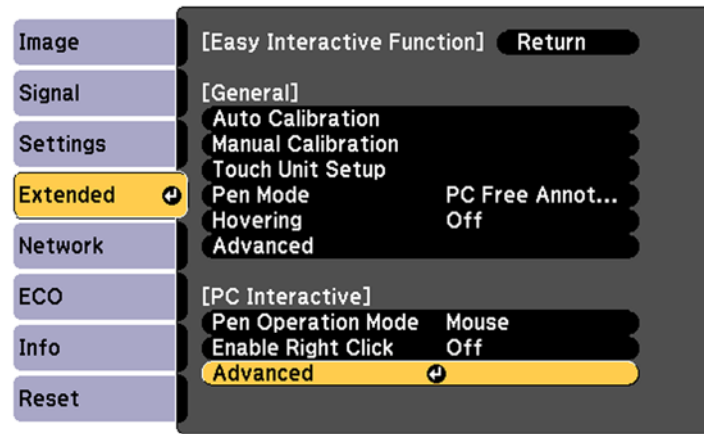 Image
Signal
Settings
Extended
Network
ECO
Info
Reset
[Easy Interactive Function] Return
[General]
Auto Calibration
Manual Calibration
Touch Unit Setup
Pen Mode PC Free Annot...
Hovering Off
Advanced
[PC Interactive]
Pen Operation Mode Mouse
Enable Right Click Off
Advanced